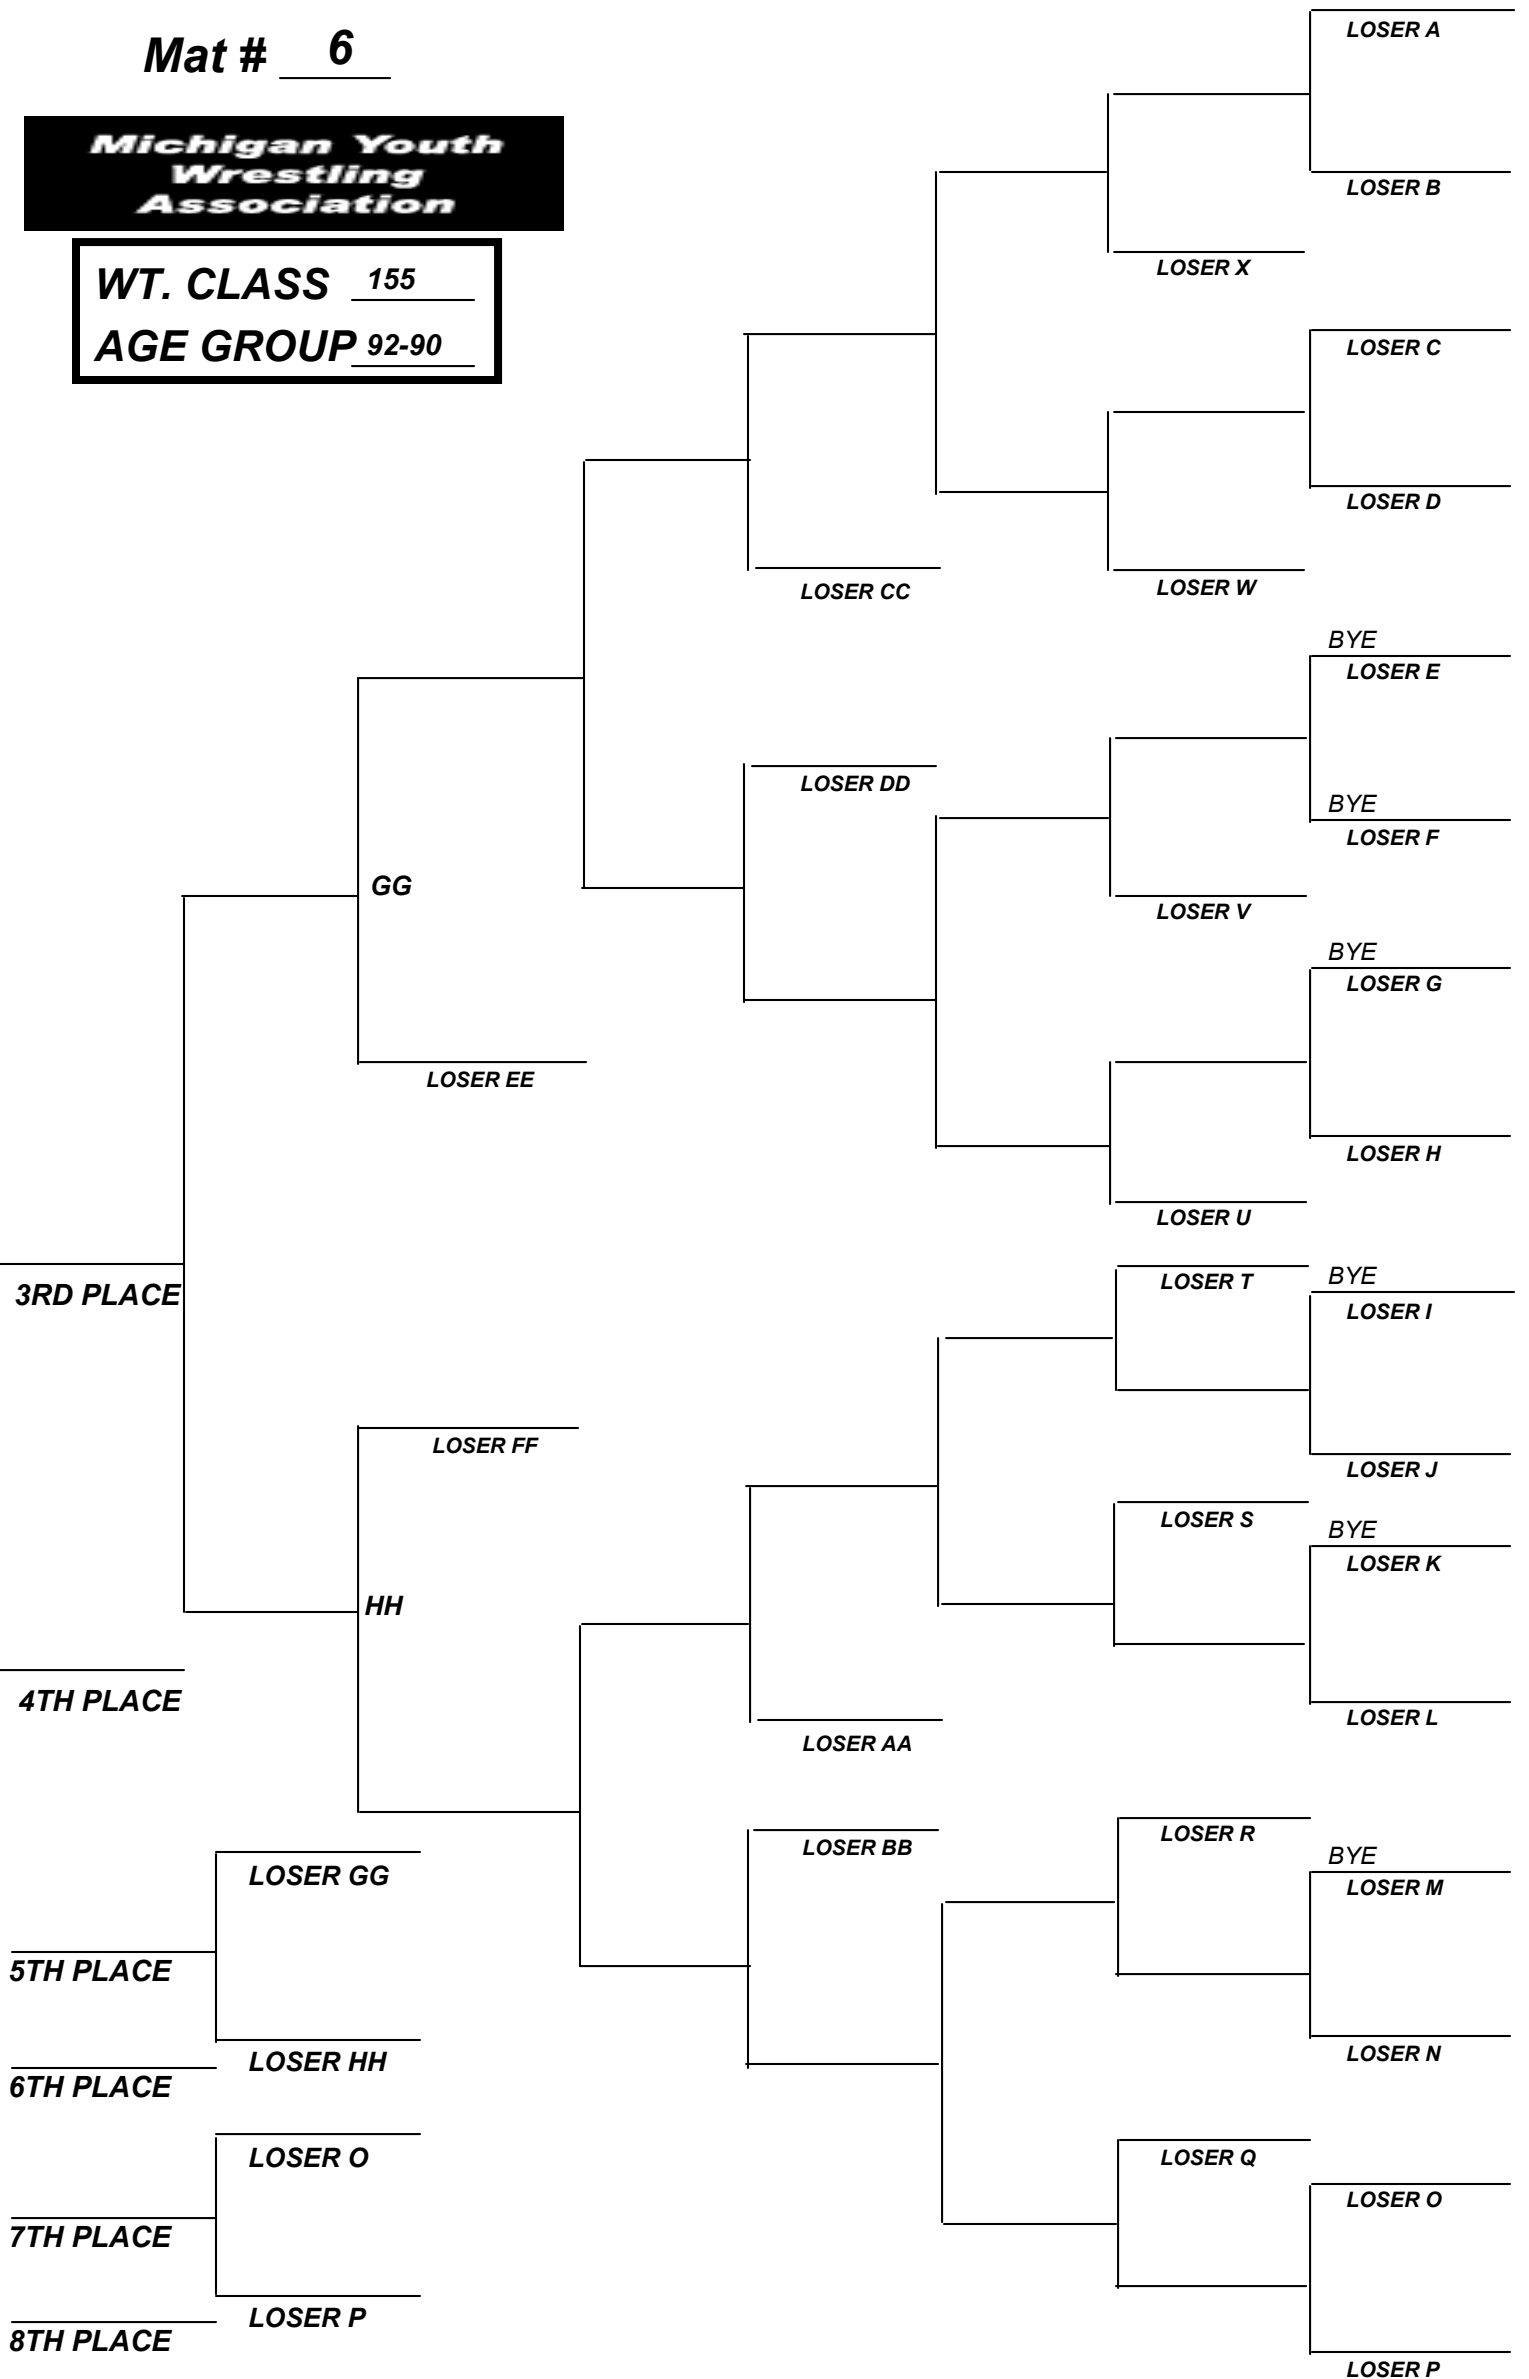 Mat # 6
Michigan Youth
Wrestling
Association
WT. CLASS 155
AGE GROUP 92-90
LOSER A
LOSER B
LOSER X
LOSER C
LOSER D
LOSER W
LOSER CC
BYE
LOSER E
LOSER DD
BYE
LOSER F
GG
LOSER V
BYE
LOSER G
LOSER EE
LOSER H
LOSER U
LOSER T
BYE
3RD PLACE
LOSER I
LOSER FF
LOSER J
LOSER S
BYE
LOSER K
HH
4TH PLACE
LOSER L
LOSER AA
LOSER R
LOSER BB
BYE
LOSER GG
LOSER M
5TH PLACE
LOSER N
LOSER HH
6TH PLACE
LOSER O
LOSER Q
LOSER O
7TH PLACE
LOSER P
8TH PLACE
LOSER P